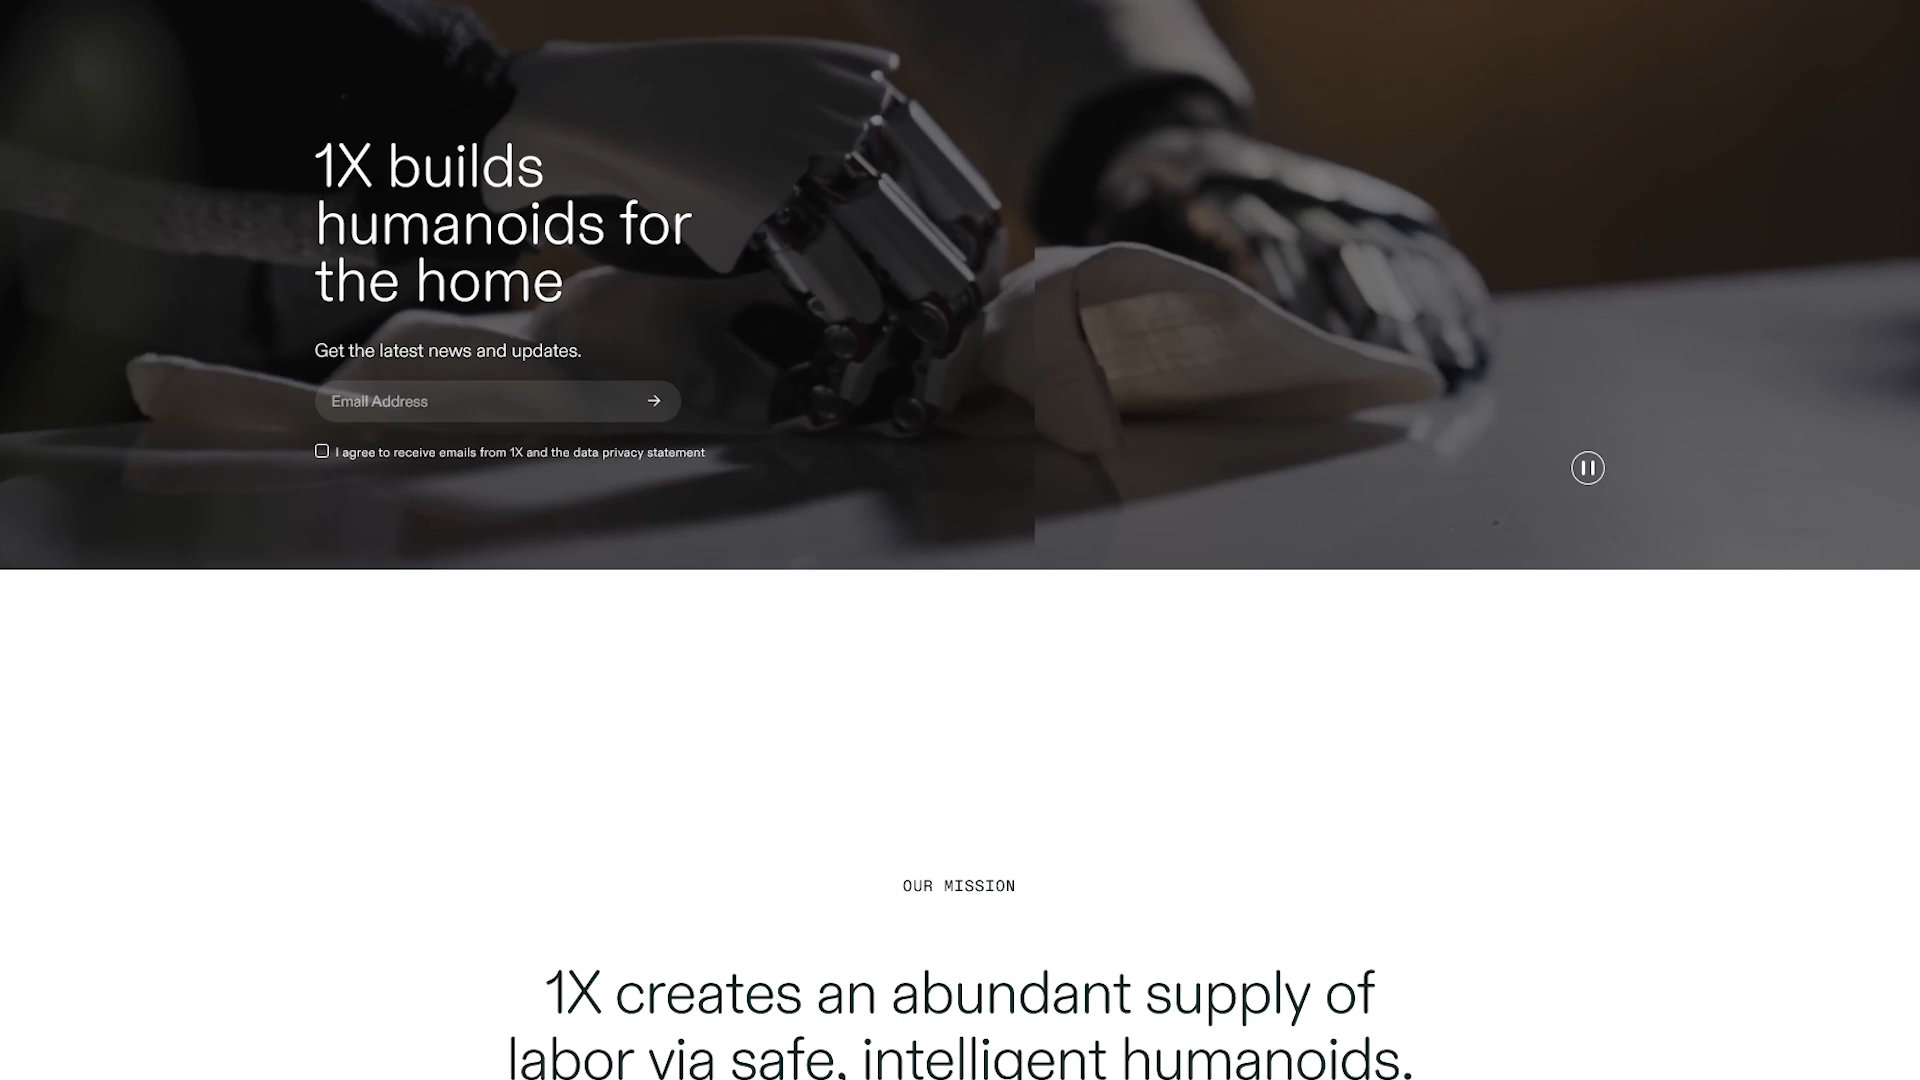 1X builds
humanoids for
the home
Get the latest news and updates.
Email Address
I agree to receive emails from 1X and the data privacy statement
OUR MISSION
1X creates an abundant supply of
labor via safe, intelligent humanoids.